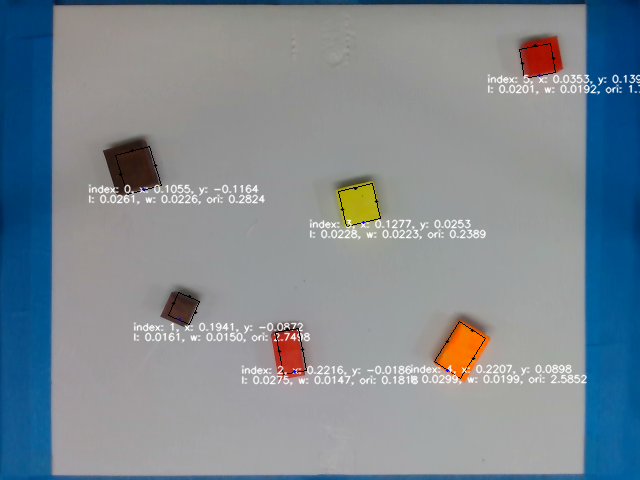 index: 5, x: 0.0353, y: 0.139
l: 0.0201, w: 0.0192, ori: 1.
index: 0, x: 0.1055, y: -0.1164
l: 0.0261, w: 0.0226, ori: 0.2824
index: 3, x: 0.1277, y: 0.0253
l: 0.0228, w: 0.0223, ori: 0.2389
index: 1, x: 0.1941, y: -0.0872
l: 0.0161, w: 0.0150, ori: 2.7498
index: 2, x: 0.2216, y: -0.0186
l: 0.0275, w: 0.0147, ori: 0.1818
index: 4, x: 0.2207, y: 0.0898
l: 0.0299, w: 0.0199, ori: 2.5852